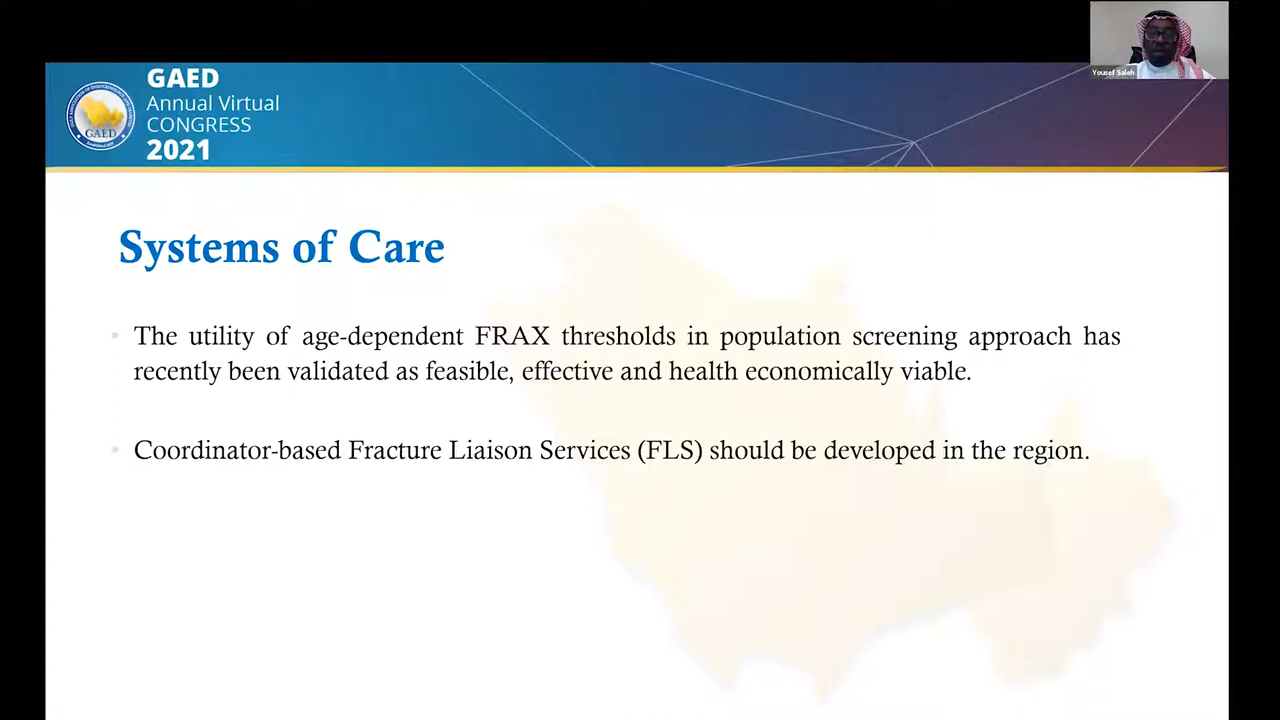 Yousef Saleh
GAED
Annual Virtual
CONGRESS
2021
GAED
Systems of Care
The utility of age-dependent FRAX thresholds in population screening approach has
recently been validated as feasible, effective and health economically viable.
Coordinator-based Fracture Liaison Services (FLS) should be developed in the region.